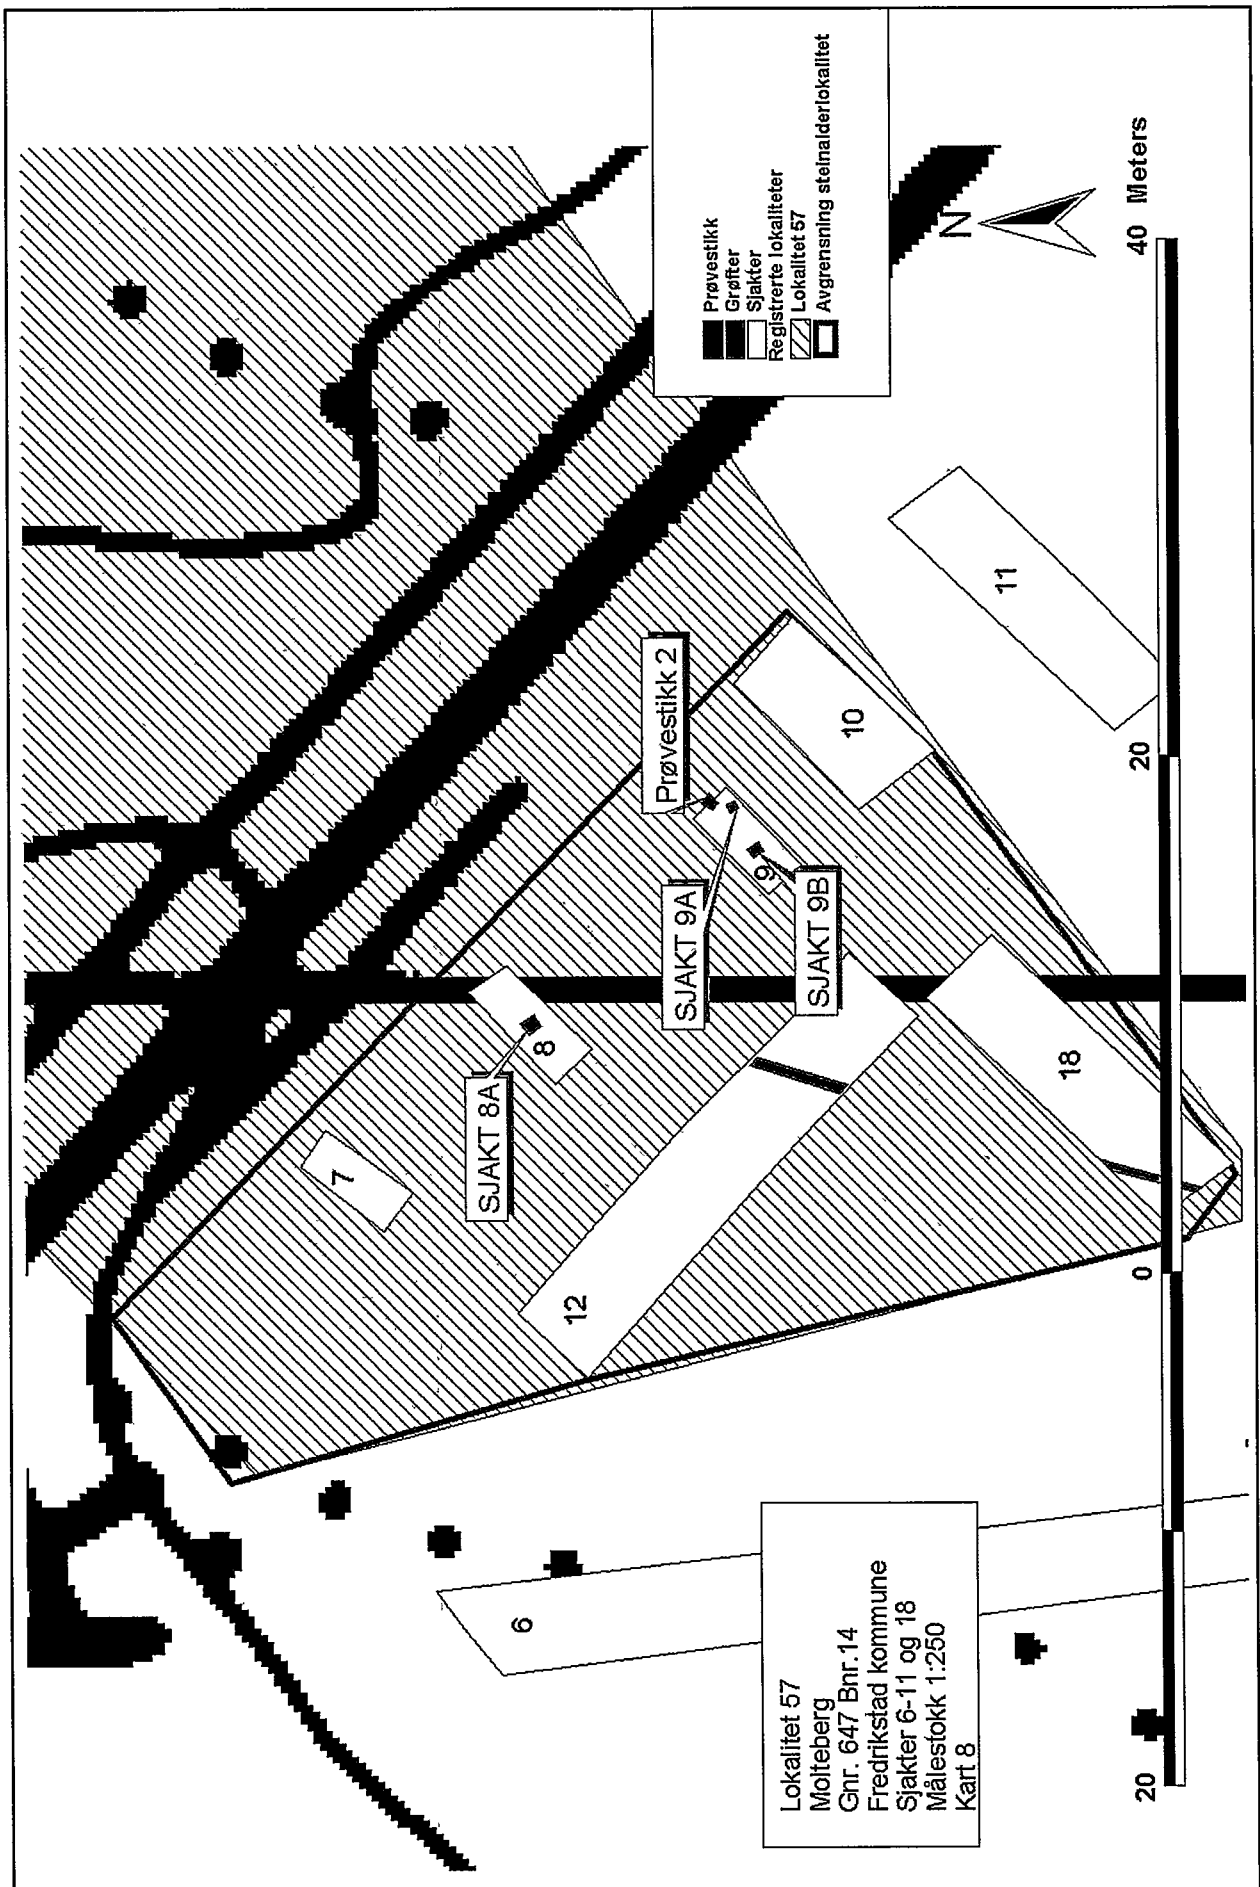 Prøvestikk
Grøfter
Sjakter
Registrerte lokaliteter
Lokalitet 57
Avgrensning steinalderlokalitet
N
7
8
SJAKT 8A
Prøvestikk 2
SJAKT 9A
9
SJAKT 9B
10
11
12
18
6
Lokalitet 57
Molteberg
Gnr. 647 Bnr.14
Fredrikstad kommune
Sjakter 6-11 og 18
Målestokk 1:250
Kart 8
20
0
20
40 Meters